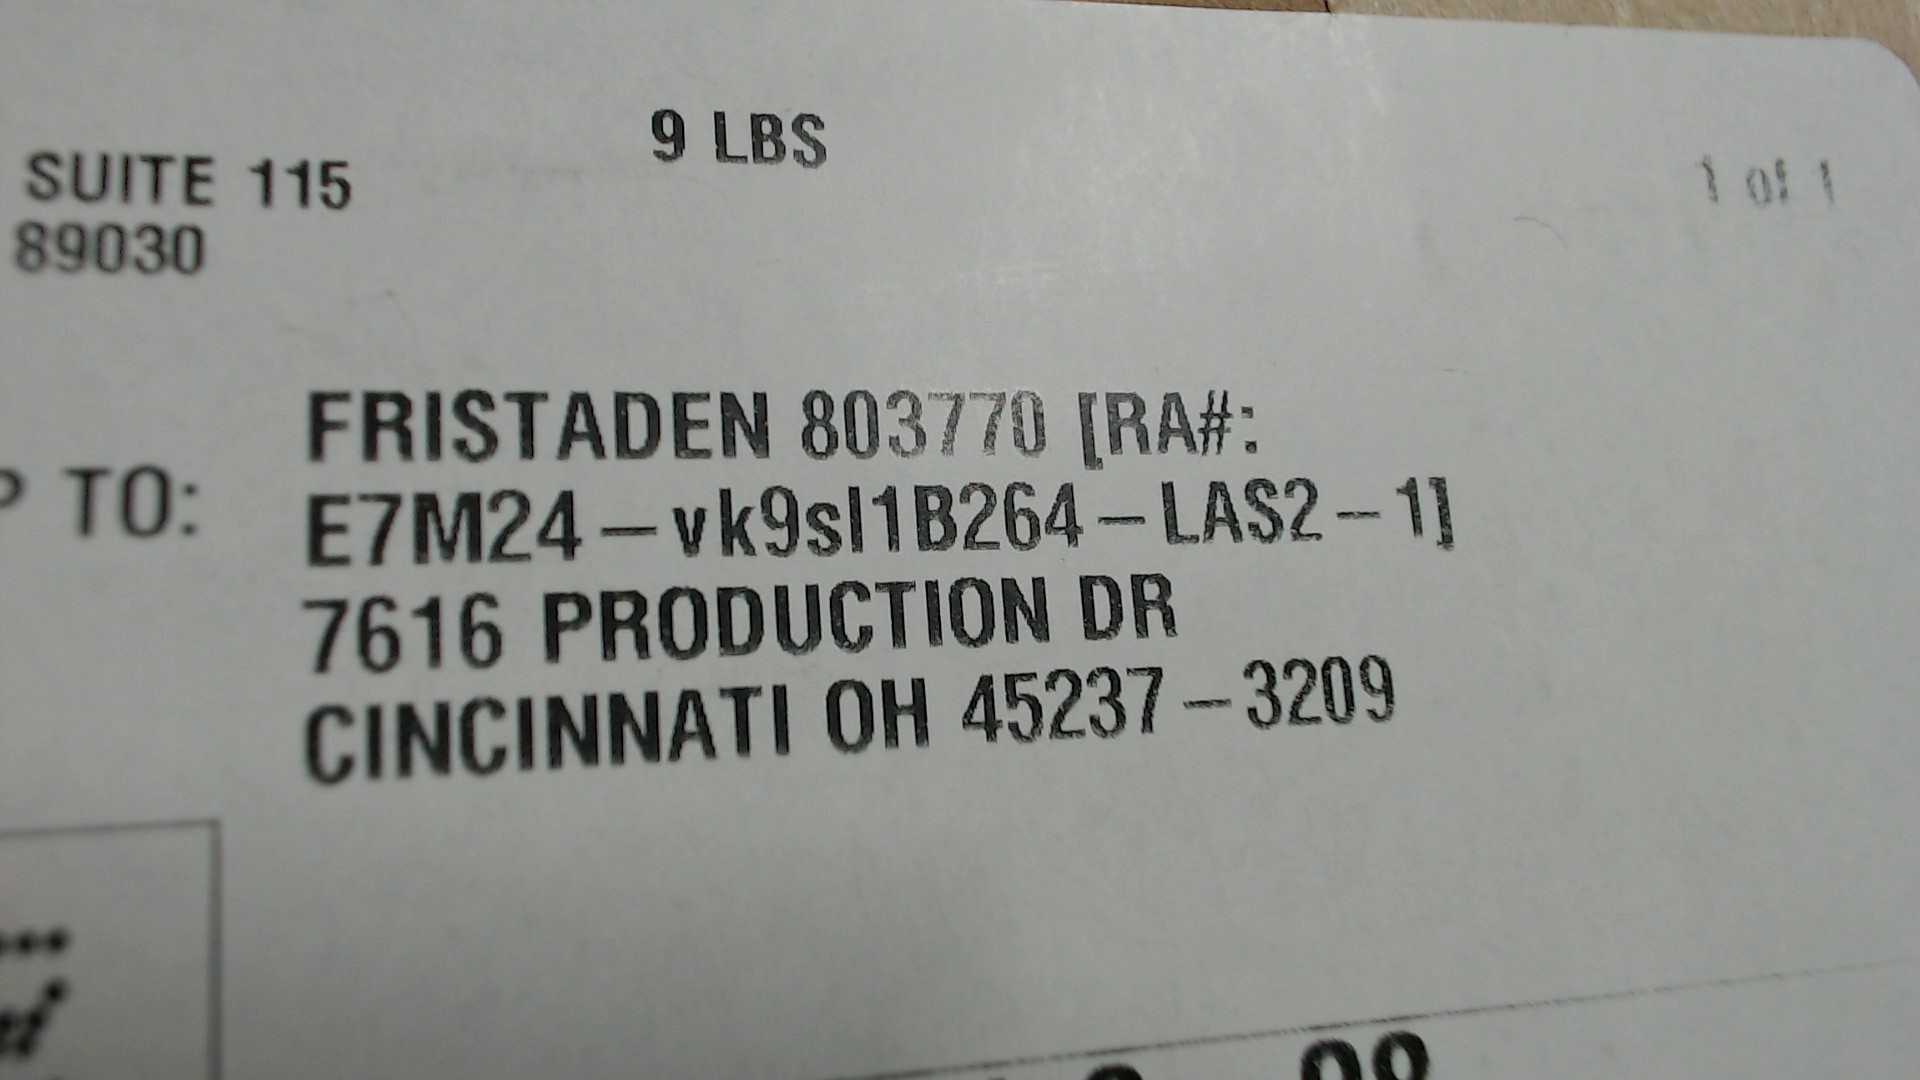 9 LBS
1 of 1
SUITE 115
89030
P TO:
FRISTADEN 803770 [RA#:
E7M24-vk9sl1B264-LAS2-1]
7616 PRODUCTION DR
CINCINNATI OH 45237-3209